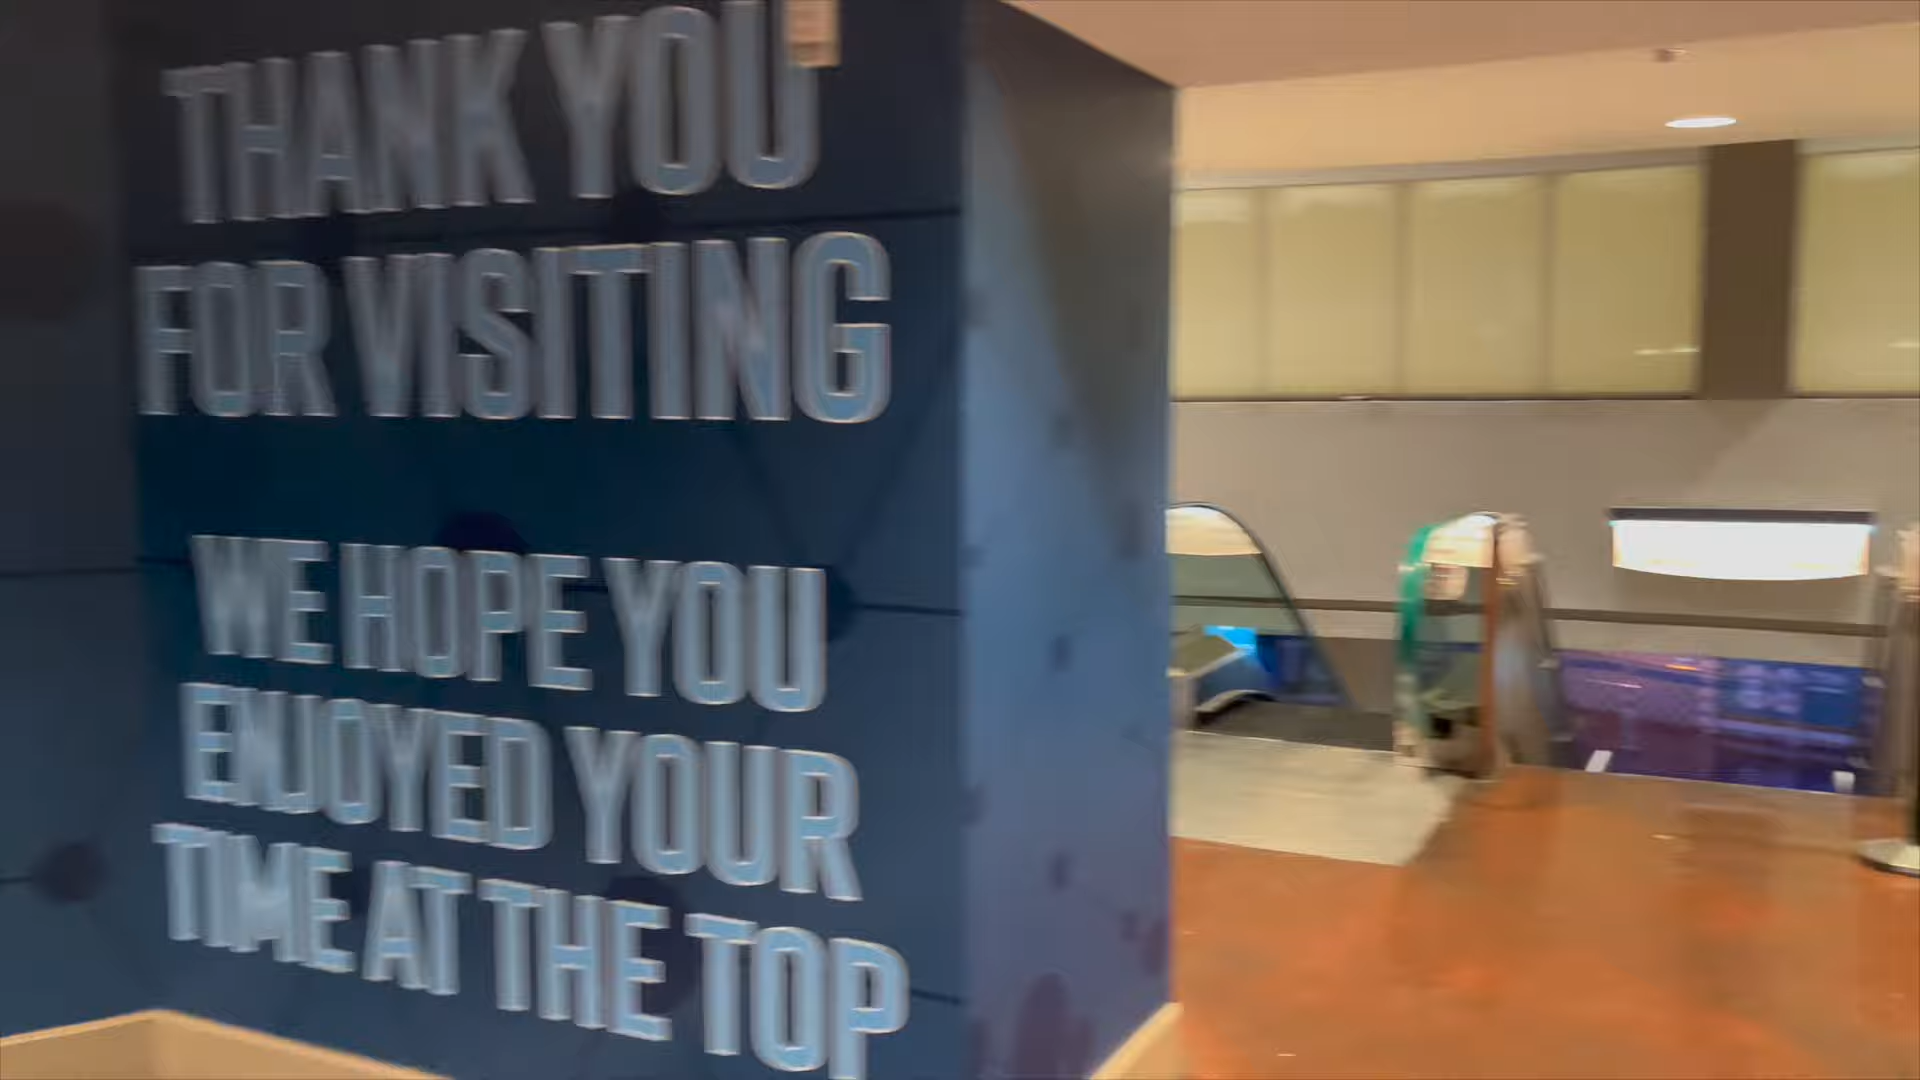 THANK YOU
FOR VISITING
WE HOPE YOU
ENJOYED YOUR
TIME AT THE TOP